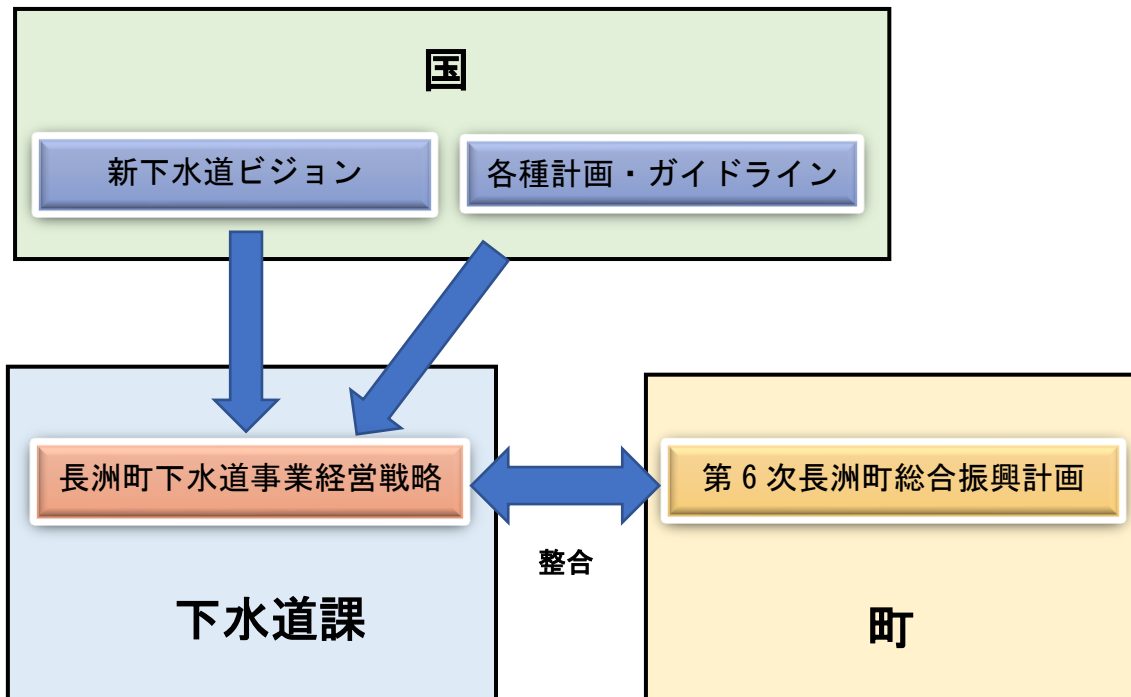 国
新下水道ビジョン
各種計画・ガイドライン
長洲町下水道事業経営戦略
整合
第6次長洲町総合振興計画
下水道課
町